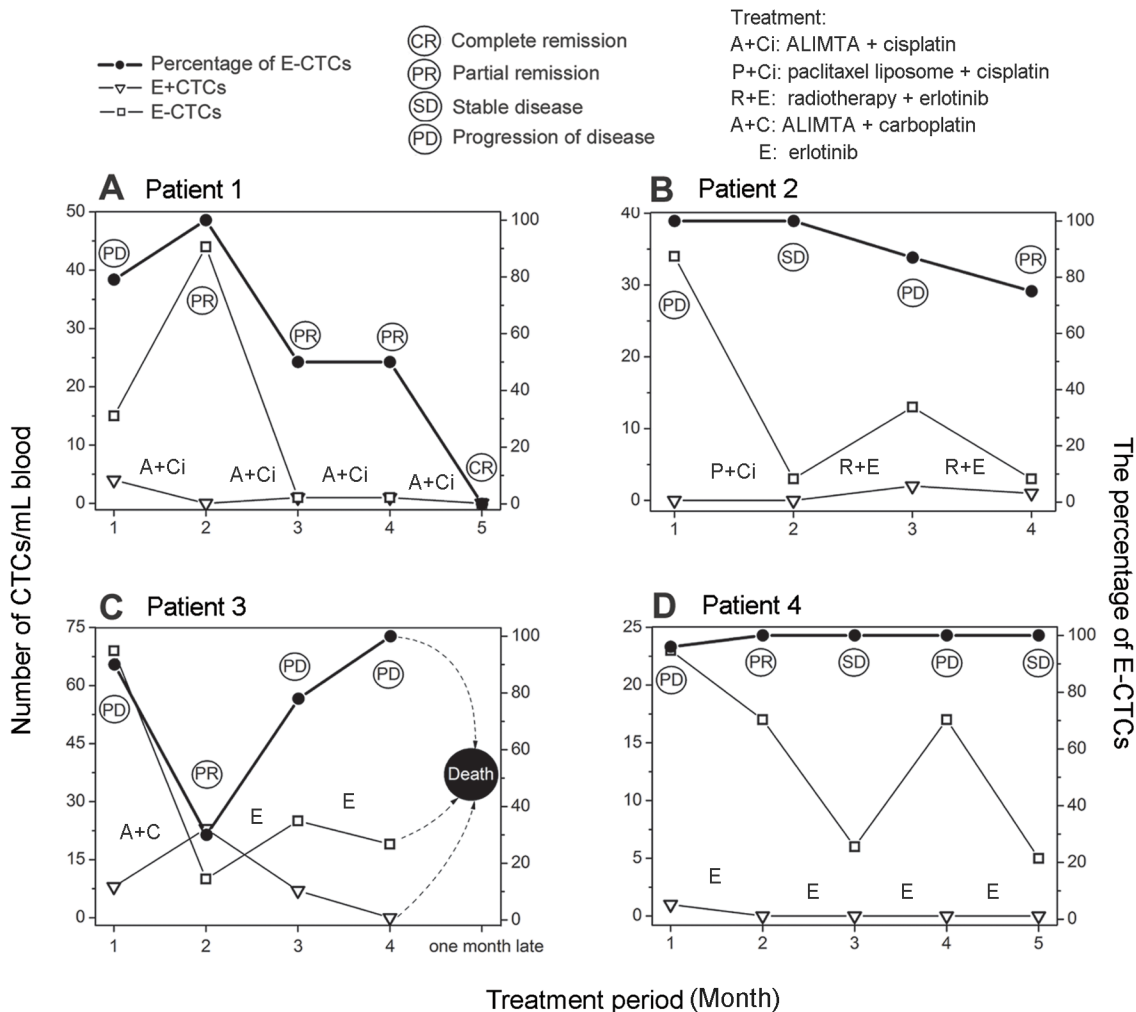 Percentage of E-CTCs
E+CTCs
E-CTCs
CR Complete remission
PR Partial remission
SD Stable disease
PD Progression of disease
Treatment:
A+Ci: ALIMTA + cisplatin
P+Ci: paclitaxel liposome + cisplatin
R+E: radiotherapy + erlotinib
A+C: ALIMTA + carboplatin
E: erlotinib
Number of CTCs/mL blood
A Patient 1
50
40
30
20
10
0
100
80
60
40
20
0
PD
PR
PR
PR
CR
A+Ci
A+Ci
A+Ci
A+Ci
1 2 3 4 5
B Patient 2
40
30
20
10
0
100
80
60
40
20
0
PD
SD
PD
PR
P+Ci
R+E
R+E
1 2 3 4
C Patient 3
75
60
45
30
15
0
100
80
60
40
20
0
PD
PR
PD
PD
Death
A+C
E
E
1 2 3 4 one month late
D Patient 4
25
20
15
10
5
0
100
80
60
40
20
0
PD
PR
SD
PD
SD
E
E
E
E
1 2 3 4 5
The percentage of E-CTCs
Treatment period (Month)